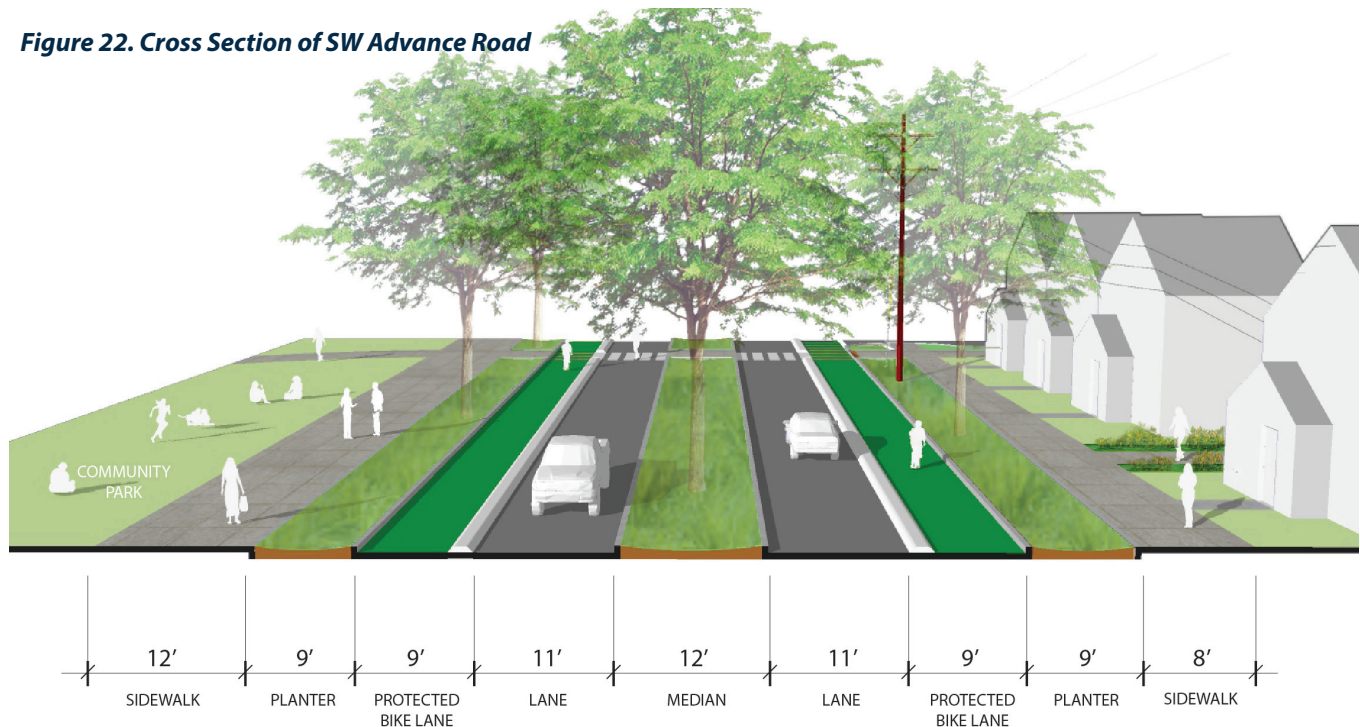 Figure 22. Cross Section of SW Advance Road
COMMUNITY
PARK
12’ 9’ 9’ 11’ 12’ 11’ 9’ 9’ 8’
SIDEWALK PLANTER PROTECTED LANE MEDIAN LANE PROTECTED PLANTER SIDEWALK
BIKE LANE BIKE LANE